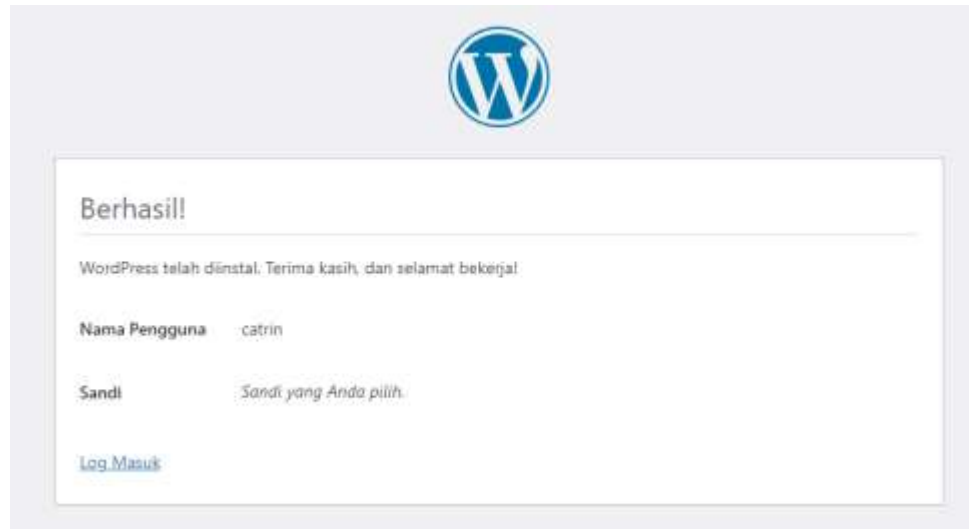 Berhasil!
WordPress telah diinstal. Terima kasih, dan selamat bekerja!
Nama Pengguna catrin
Sandi Sandi yang Anda pilih.
Log Masuk